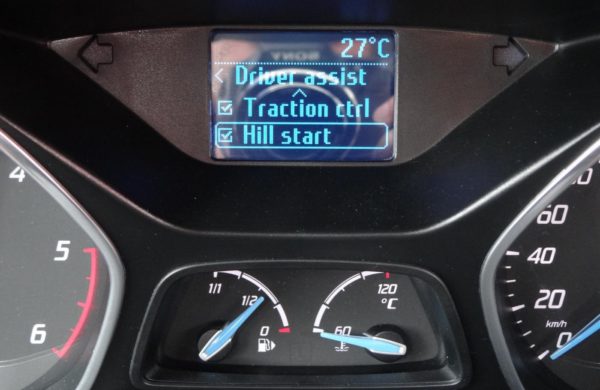 27°C
< Driver assist
Traction ctrl
Hill start
4
5
6
1/1
1/2
0
60
120
°C
80
60
40
20
km/h
0